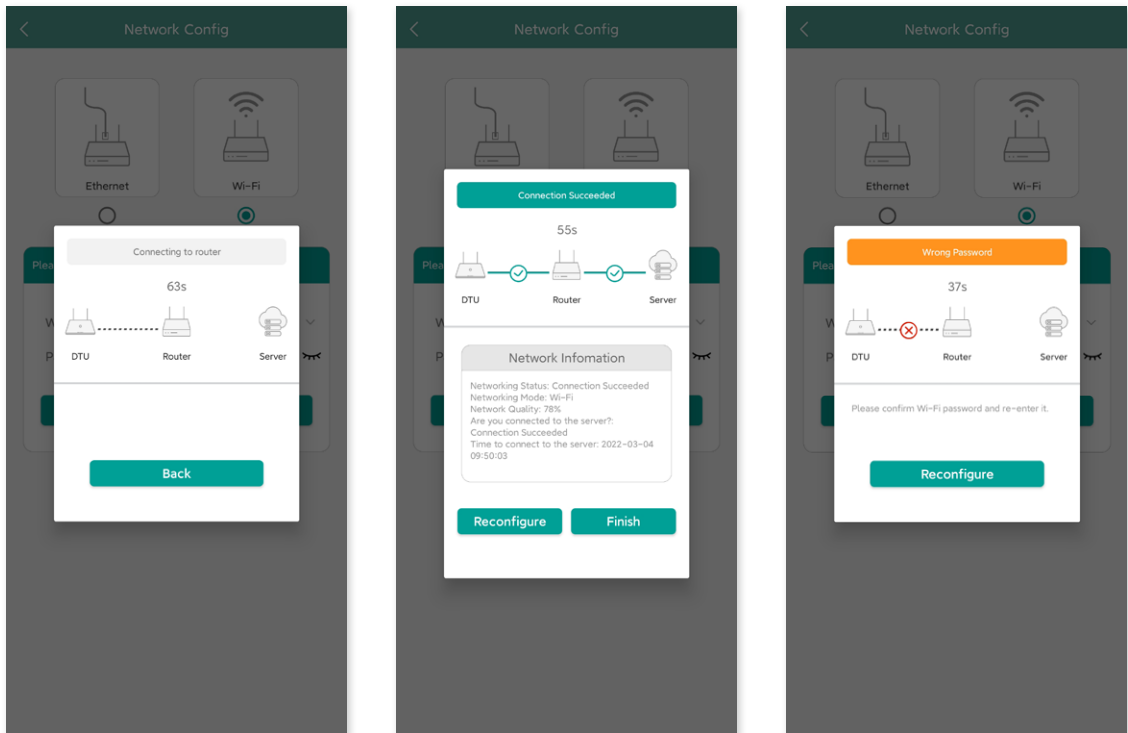 Network Config
Ethernet
Wi-Fi
Connecting to router
63s
DTU
Router
Server
Back
Network Config
Connection Succeeded
55s
DTU
Router
Server
Network Infomation
Networking Status: Connection Succeeded
Networking Mode: Wi-Fi
Network Quality: 78%
Are you connected to the server?:
Connection Succeeded
Time to connect to the server: 2022-03-04
09:50:03
Reconfigure
Finish
Network Config
Ethernet
Wi-Fi
Wrong Password
37s
DTU
Router
Server
Please confirm Wi-Fi password and re-enter it.
Reconfigure